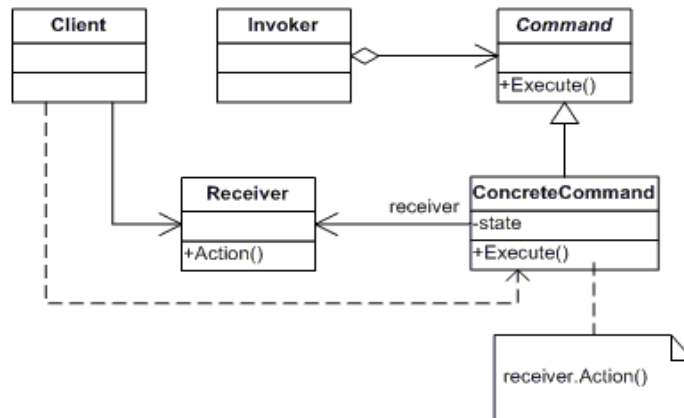 Client
Invoker
Command
+Execute()
Receiver
+Action()
receiver
ConcreteCommand
-state
+Execute()
receiver.Action()